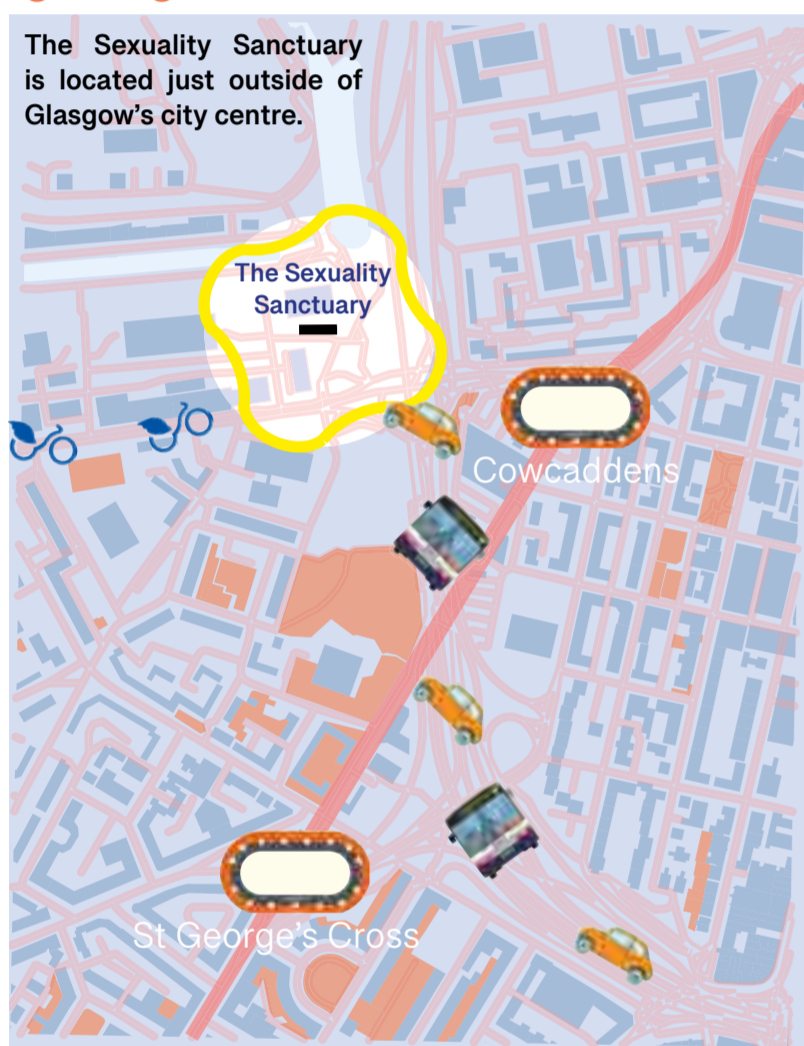 The Sexuality Sanctuary
is located just outside of
Glasgow's city centre.
The Sexuality
Sanctuary
Cowcaddens
St George's Cross